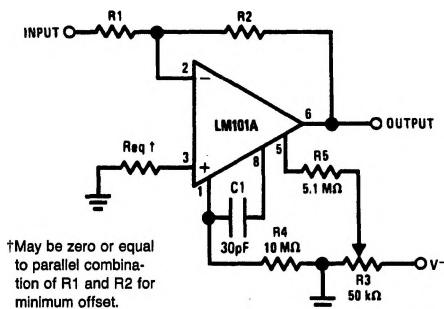 R1
R2
INPUT
2
−
LM101A
6
OUTPUT
Req †
3
+
1
8
5
R5
5.1 MΩ
C1
30pF
R4
10 MΩ
R3
50 kΩ
V−
†May be zero or equal
to parallel combina-
tion of R1 and R2 for
minimum offset.